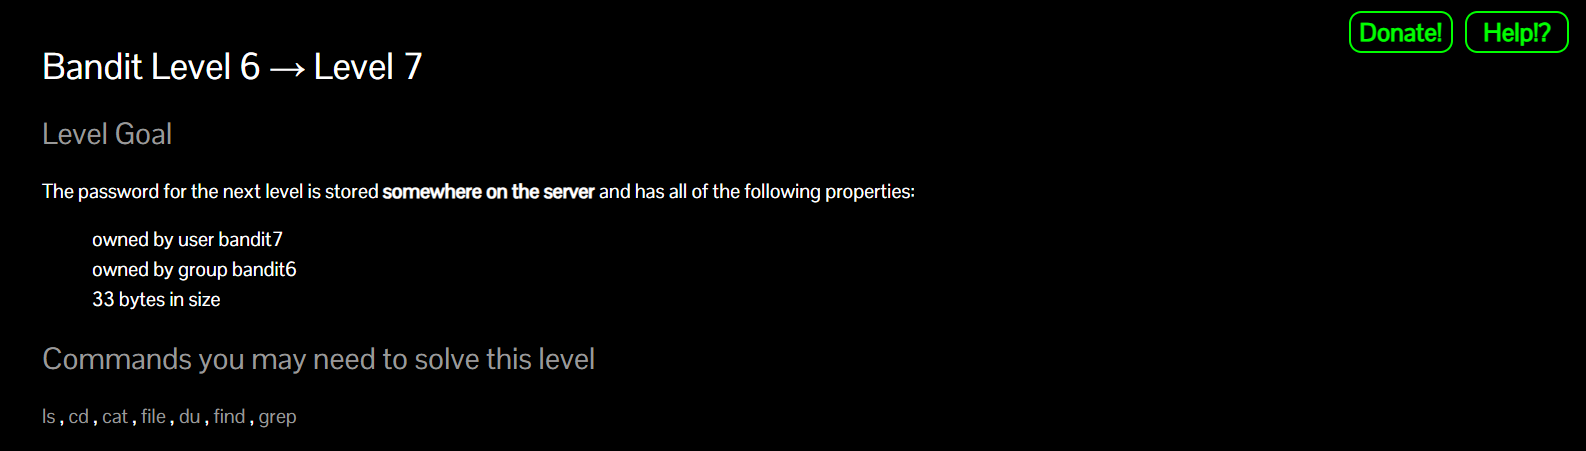 Donate! Help!?
Bandit Level 6 → Level 7
Level Goal
The password for the next level is stored somewhere on the server and has all of the following properties:
owned by user bandit7
owned by group bandit6
33 bytes in size
Commands you may need to solve this level
ls , cd , cat , file , du , find , grep